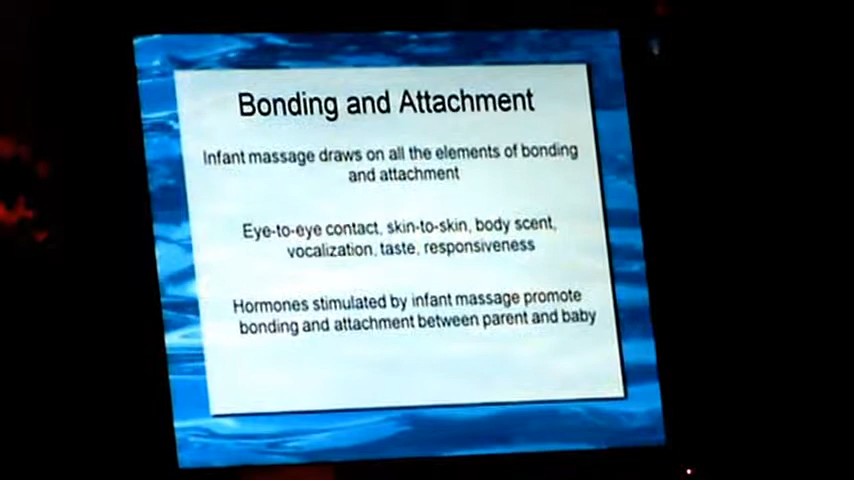 Bonding and Attachment
Infant massage draws on all the elements of bonding
and attachment
Eye-to-eye contact, skin-to-skin, body scent,
vocalization, taste, responsiveness
Hormones stimulated by infant massage promote
bonding and attachment between parent and baby